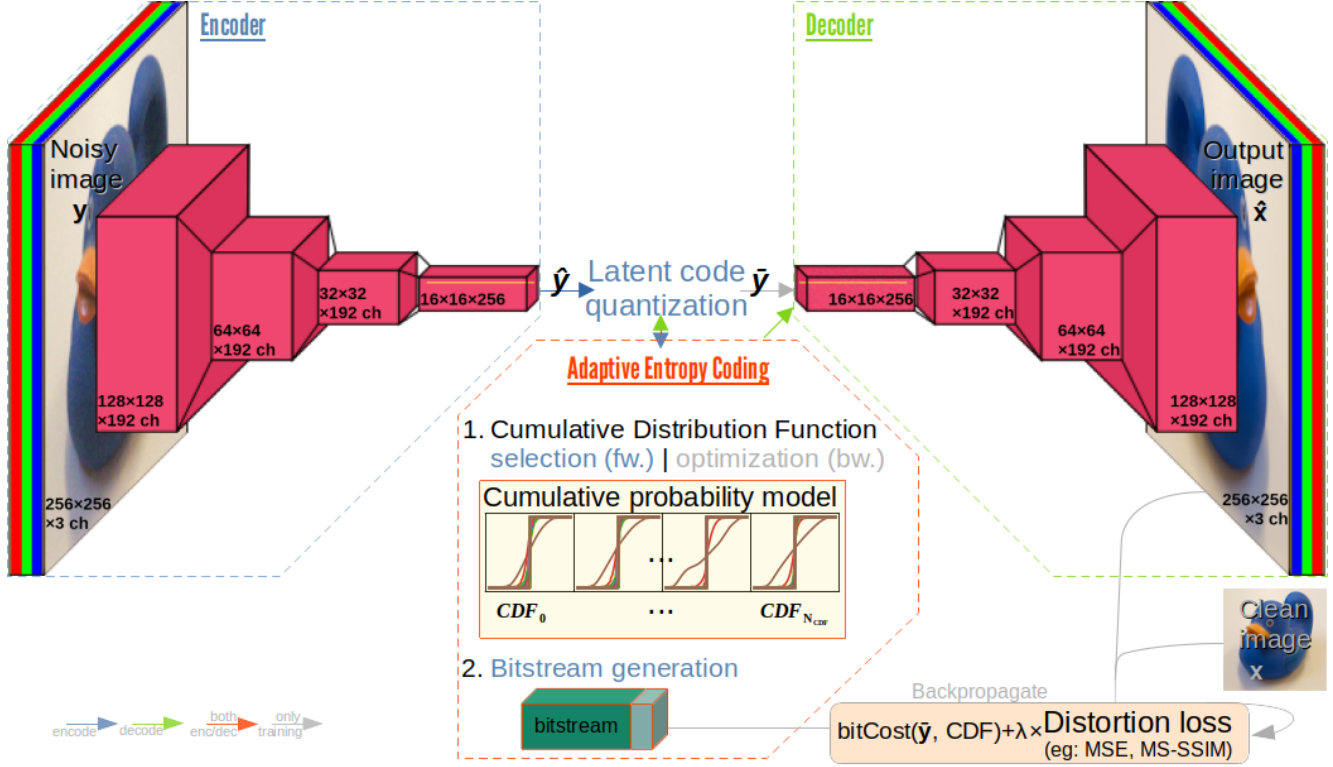 Encoder
Decoder
Noisy
image
y
Output
image
x̂
128×128
×192 ch
64×64
×192 ch
32×32
×192 ch
16×16×256
ŷ
Latent code
quantization
ȳ
16×16×256
32×32
×192 ch
64×64
×192 ch
128×128
×192 ch
256×256
×3 ch
256×256
×3 ch
Adaptive Entropy Coding
1. Cumulative Distribution Function
selection (fw.) | optimization (bw.)
Cumulative probability model
...
CDF0 ... CDFNCDF
2. Bitstream generation
bitstream
Clean
image
x
Backpropagate
bitCost(ȳ, CDF)+λ×Distortion loss
(eg: MSE, MS-SSIM)
encode
decode
both
enc/dec
only
training